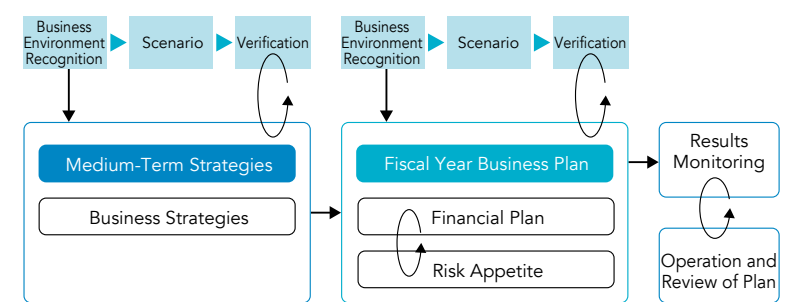 Business
Environment
Recognition
Scenario
Verification
Business
Environment
Recognition
Scenario
Verification
Medium-Term Strategies
Business Strategies
Fiscal Year Business Plan
Financial Plan
Risk Appetite
Results
Monitoring
Operation and
Review of Plan